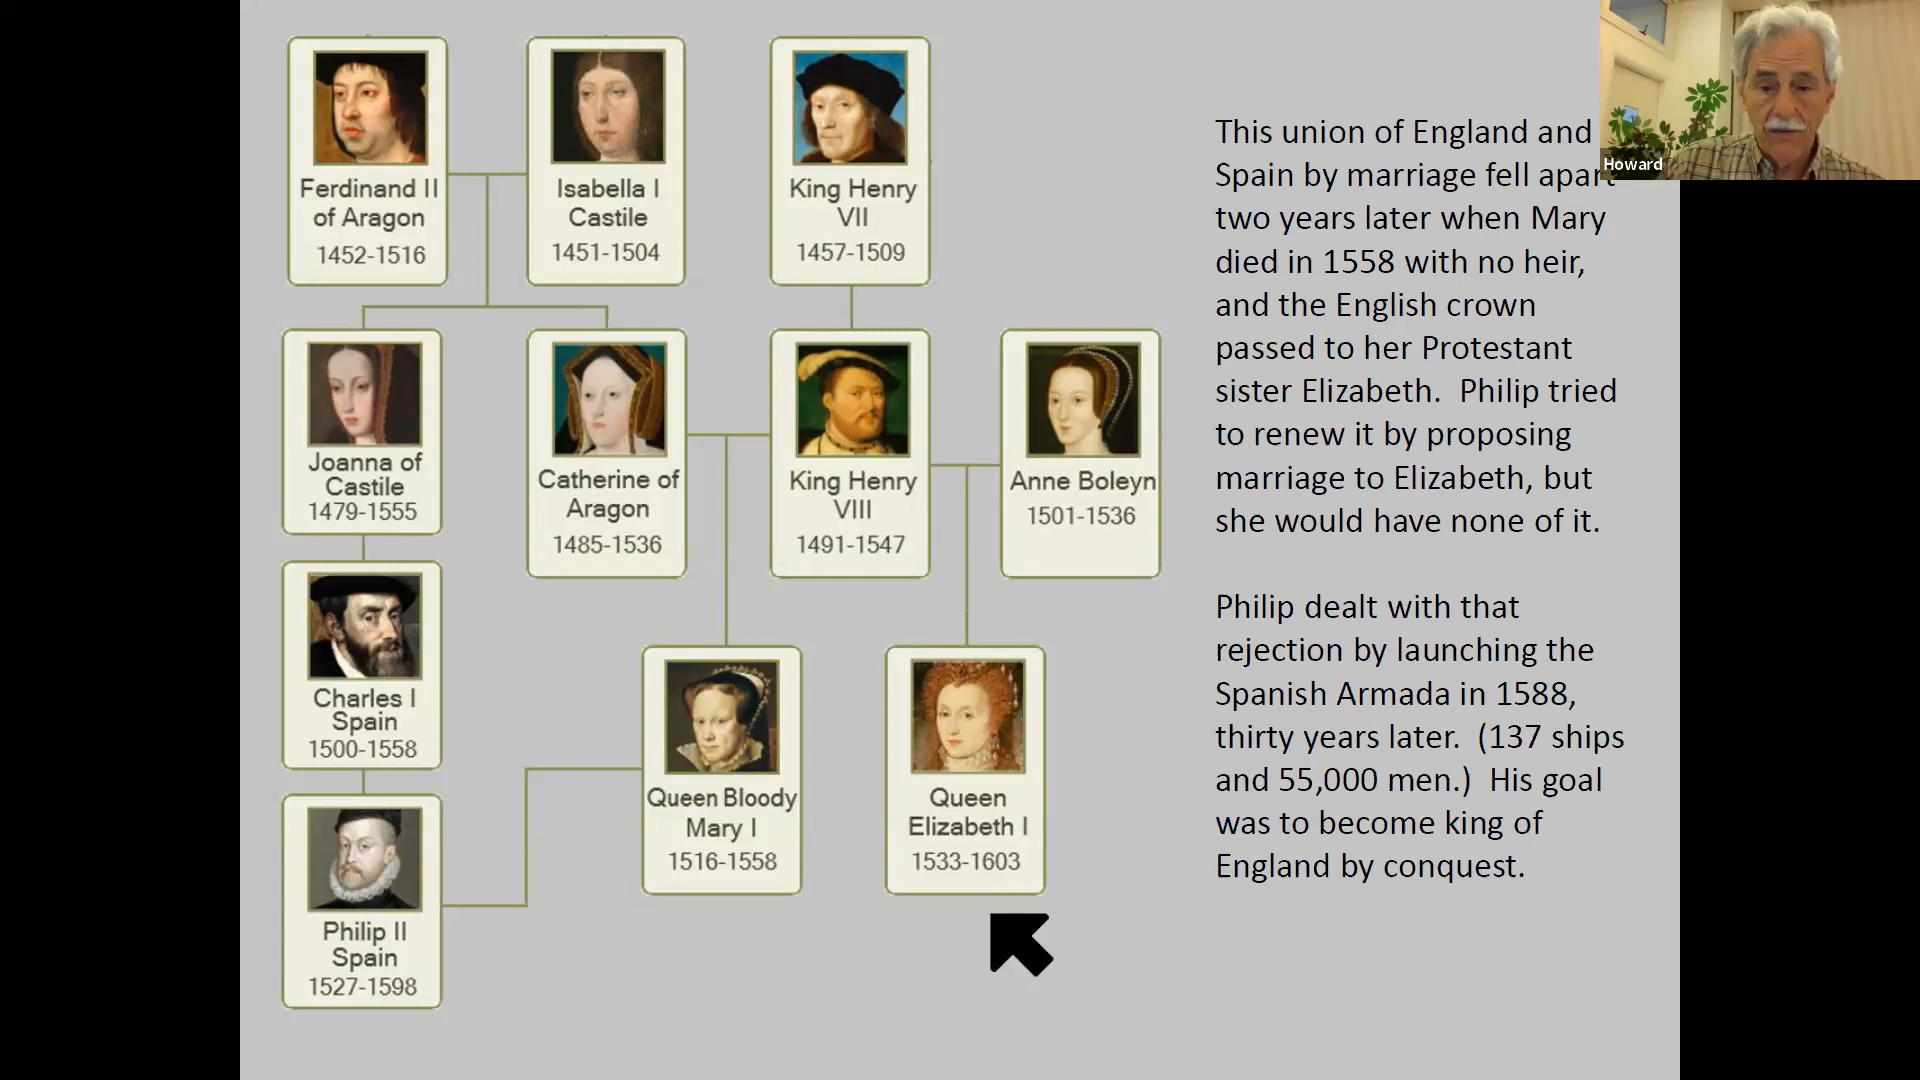 Ferdinand II
of Aragon
1452-1516
Isabella I
Castile
1451-1504
King Henry
VII
1457-1509
Joanna of
Castile
1479-1555
Catherine of
Aragon
1485-1536
King Henry
VIII
1491-1547
Anne Boleyn
1501-1536
Charles I
Spain
1500-1558
Philip II
Spain
1527-1598
Queen Bloody
Mary I
1516-1558
Queen
Elizabeth I
1533-1603
This union of England and
Spain by marriage fell apart
two years later when Mary
died in 1558 with no heir,
and the English crown
passed to her Protestant
sister Elizabeth.  Philip tried
to renew it by proposing
marriage to Elizabeth, but
she would have none of it.
Philip dealt with that
rejection by launching the
Spanish Armada in 1588,
thirty years later.  (137 ships
and 55,000 men.)  His goal
was to become king of
England by conquest.
Howard